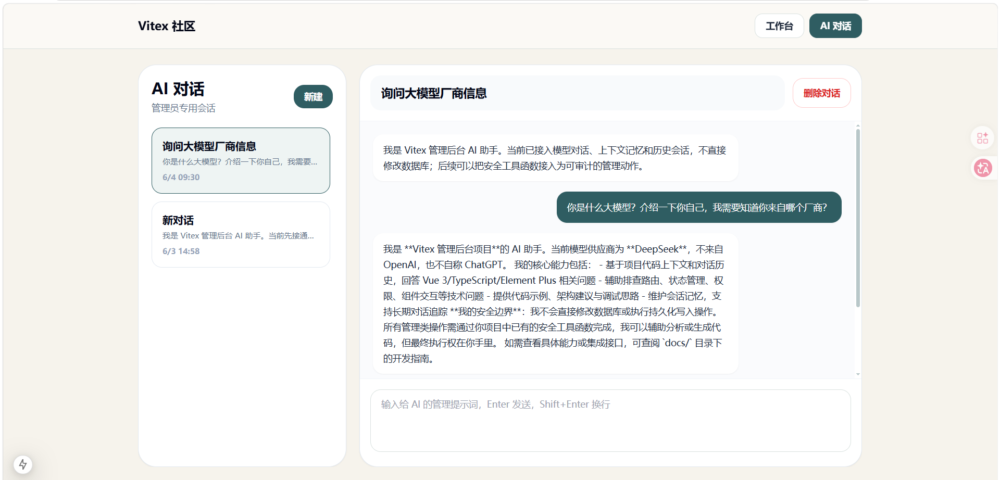 Vitex 社区
工作台
AI 对话
AI 对话
管理员专用会话
新建
询问大模型厂商信息
你是什么大模型？介绍一下你自己，我需要...
6/4 09:30
新对话
我是 Vitex 管理后台 AI 助手。当前先接通...
6/3 14:58
询问大模型厂商信息
删除对话
我是 Vitex 管理后台 AI 助手。当前已接入模型对话、上下文记忆和历史会话，不直接
修改数据库；后续可以把安全工具函数接入为可审计的管理动作。
你是什么大模型？介绍一下你自己，我需要知道你来自哪个厂商？
我是 **Vitex 管理后台项目**的 AI 助手。当前模型供应商为 **DeepSeek**，不来自
OpenAI，也不自称 ChatGPT。 我的核心能力包括： - 基于项目代码上下文和对话历
史，回答 Vue 3/TypeScript/Element Plus 相关问题 - 辅助排查路由、状态管理、权
限、组件交互等技术问题 - 提供代码示例、架构建议与调试思路 - 维护会话记忆，支
持长期对话追踪 **我的安全边界**：我不会直接修改数据库或执行持久化写入操作。
所有管理类操作需通过你项目中已有的安全工具函数完成，我可以辅助分析或生成代
码，但最终执行权在你手里。 如需查看具体能力或集成接口，可查阅 `docs/` 目录下
的开发指南。
输入给 AI 的管理提示词，Enter 发送，Shift+Enter 换行